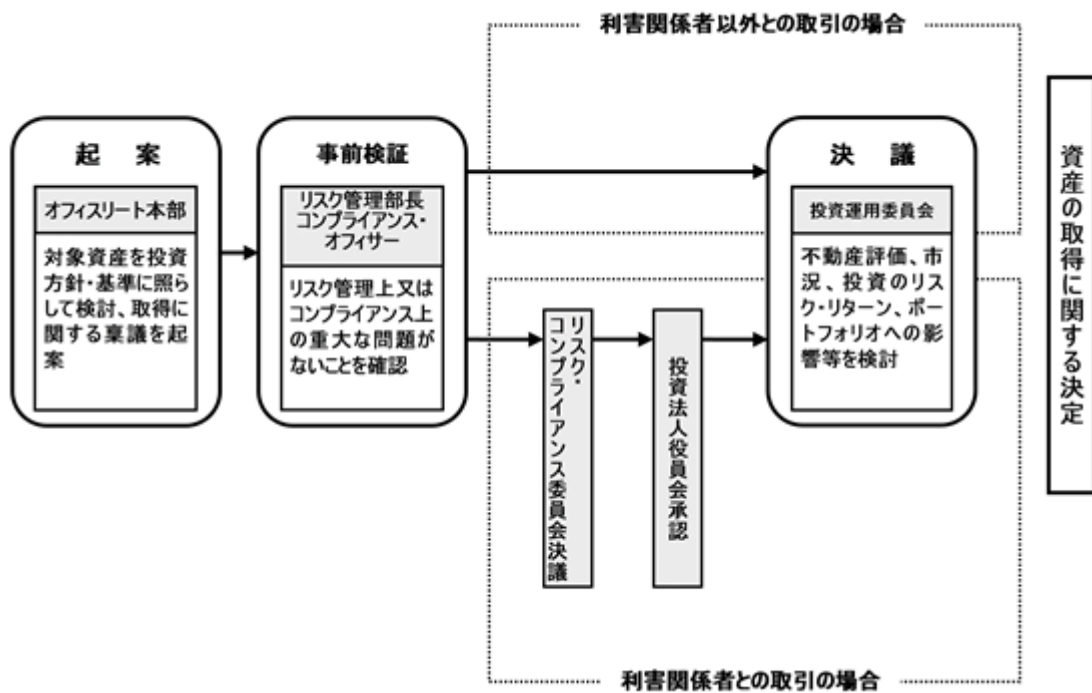 利害関係者以外との取引の場合
起 案
オフィスリート本部
対象資産を投資
方針・基準に照ら
して検討、取得に
関する稟議を起
案
事前検証
リスク管理部長
コンプライアンス・
オフィサー
リスク管理上又は
コンプライアンス上
の重大な問題が
ないことを確認
リスク・
コンプライアンス委員会決議
投資法人役員会承認
決 議
投資運用委員会
不動産評価、市
況、投資のリス
ク・リターン、ポー
トフォリオへの影
響等を検討
資産の取得に関する決定
利害関係者との取引の場合